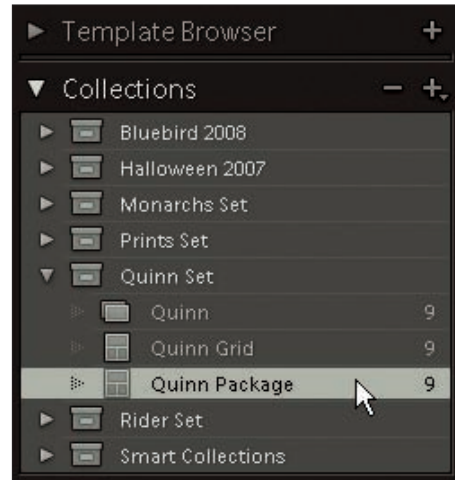 Template Browser +
Collections − +
Bluebird 2008
Halloween 2007
Monarchs Set
Prints Set
Quinn Set
Quinn 9
Quinn Grid 9
Quinn Package 9
Rider Set
Smart Collections